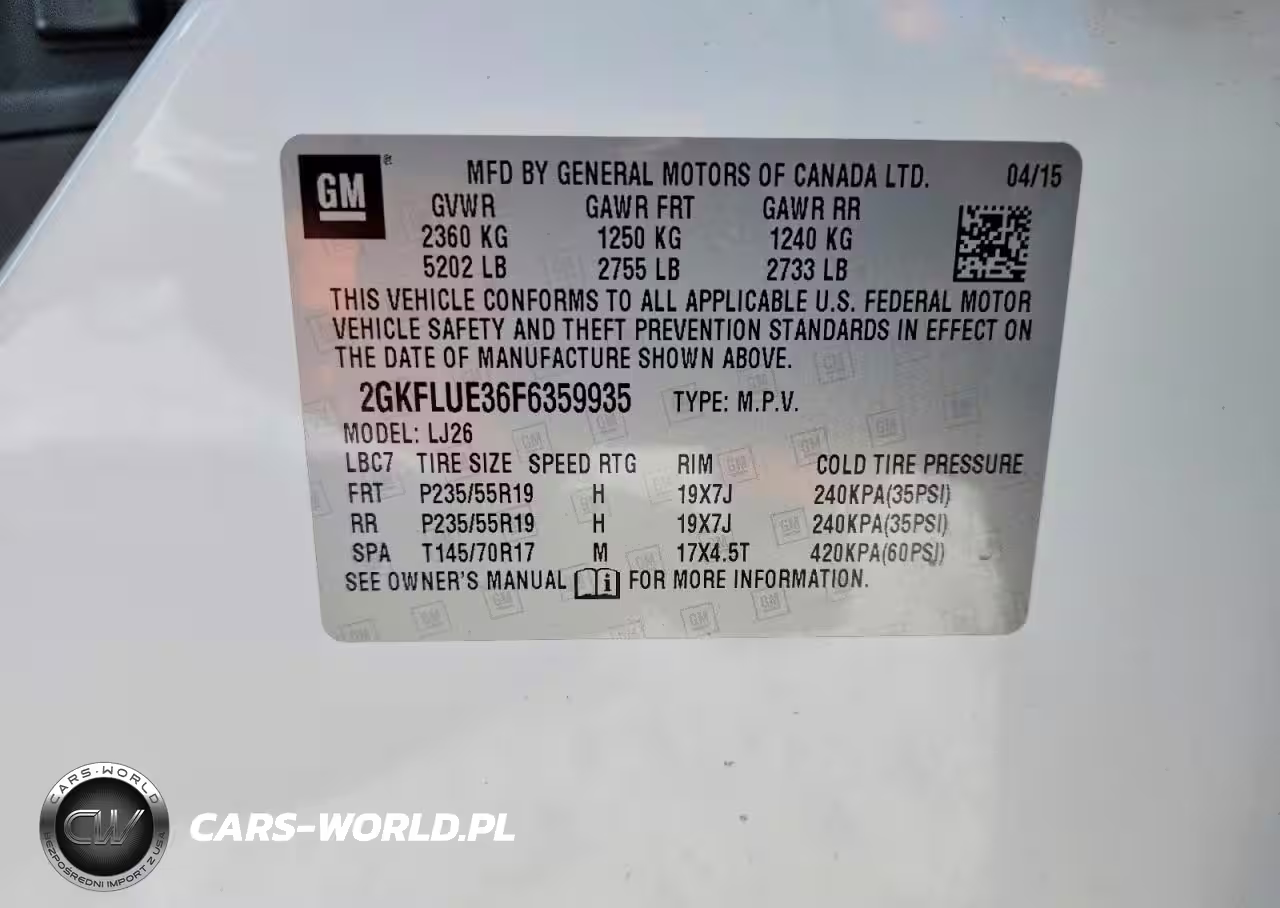 GM
MFD BY GENERAL MOTORS OF CANADA LTD. 04/15
GVWR GAWR FRT GAWR RR
2360 KG 1250 KG 1240 KG
5202 LB 2755 LB 2733 LB
THIS VEHICLE CONFORMS TO ALL APPLICABLE U.S. FEDERAL MOTOR
VEHICLE SAFETY AND THEFT PREVENTION STANDARDS IN EFFECT ON
THE DATE OF MANUFACTURE SHOWN ABOVE.
2GKFLUE36F6359935 TYPE: M.P.V.
MODEL: LJ26
LBC7 TIRE SIZE SPEED RTG RIM COLD TIRE PRESSURE
FRT P235/55R19 H 19X7J 240KPA(35PSI)
RR P235/55R19 H 19X7J 240KPA(35PSI)
SPA T145/70R17 M 17X4.5T 420KPA(60PSI)
SEE OWNER'S MANUAL FOR MORE INFORMATION.
CARS-WORLD
CW
BEZPOŚREDNI IMPORT Z USA
CARS-WORLD.PL